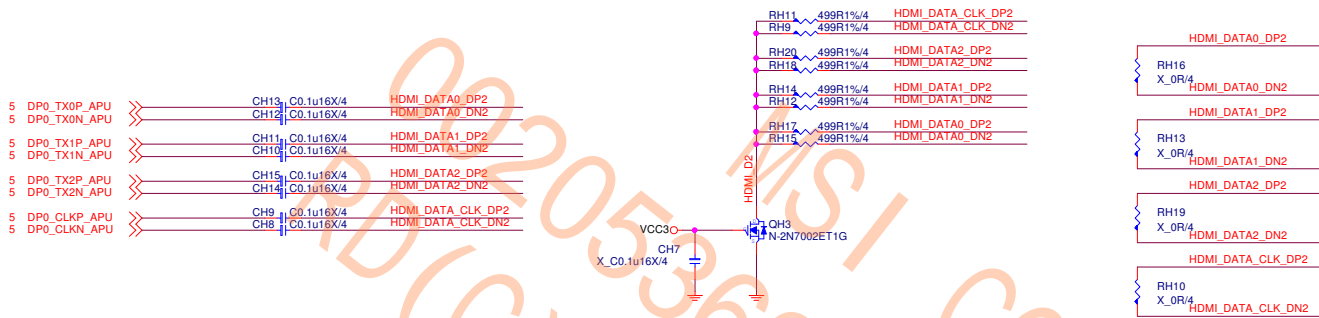 RH11 499R1%/4 HDMI_DATA_CLK_DP2
RH9 499R1%/4 HDMI_DATA_CLK_DN2
RH20 499R1%/4 HDMI_DATA2_DP2
RH18 499R1%/4 HDMI_DATA2_DN2
RH14 499R1%/4 HDMI_DATA1_DP2
RH12 499R1%/4 HDMI_DATA1_DN2
RH17 499R1%/4 HDMI_DATA0_DP2
RH15 499R1%/4 HDMI_DATA0_DN2
5 DP0_TX0P_APU CH13 C0.1u16X/4 HDMI_DATA0_DP2
5 DP0_TX0N_APU CH12 C0.1u16X/4 HDMI_DATA0_DN2
5 DP0_TX1P_APU CH11 C0.1u16X/4 HDMI_DATA1_DP2
5 DP0_TX1N_APU CH10 C0.1u16X/4 HDMI_DATA1_DN2
5 DP0_TX2P_APU CH15 C0.1u16X/4 HDMI_DATA2_DP2
5 DP0_TX2N_APU CH14 C0.1u16X/4 HDMI_DATA2_DN2
5 DP0_CLKP_APU CH9 C0.1u16X/4 HDMI_DATA_CLK_DP2
5 DP0_CLKN_APU CH8 C0.1u16X/4 HDMI_DATA_CLK_DN2
HDMI_D2
VCC3
CH7
X_C0.1u16X/4
QH3
N-2N7002ET1G
HDMI_DATA0_DP2
RH16
X_0R/4
HDMI_DATA0_DN2
HDMI_DATA1_DP2
RH13
X_0R/4
HDMI_DATA1_DN2
HDMI_DATA2_DP2
RH19
X_0R/4
HDMI_DATA2_DN2
HDMI_DATA_CLK_DP2
RH10
X_0R/4
HDMI_DATA_CLK_DN2
MSI